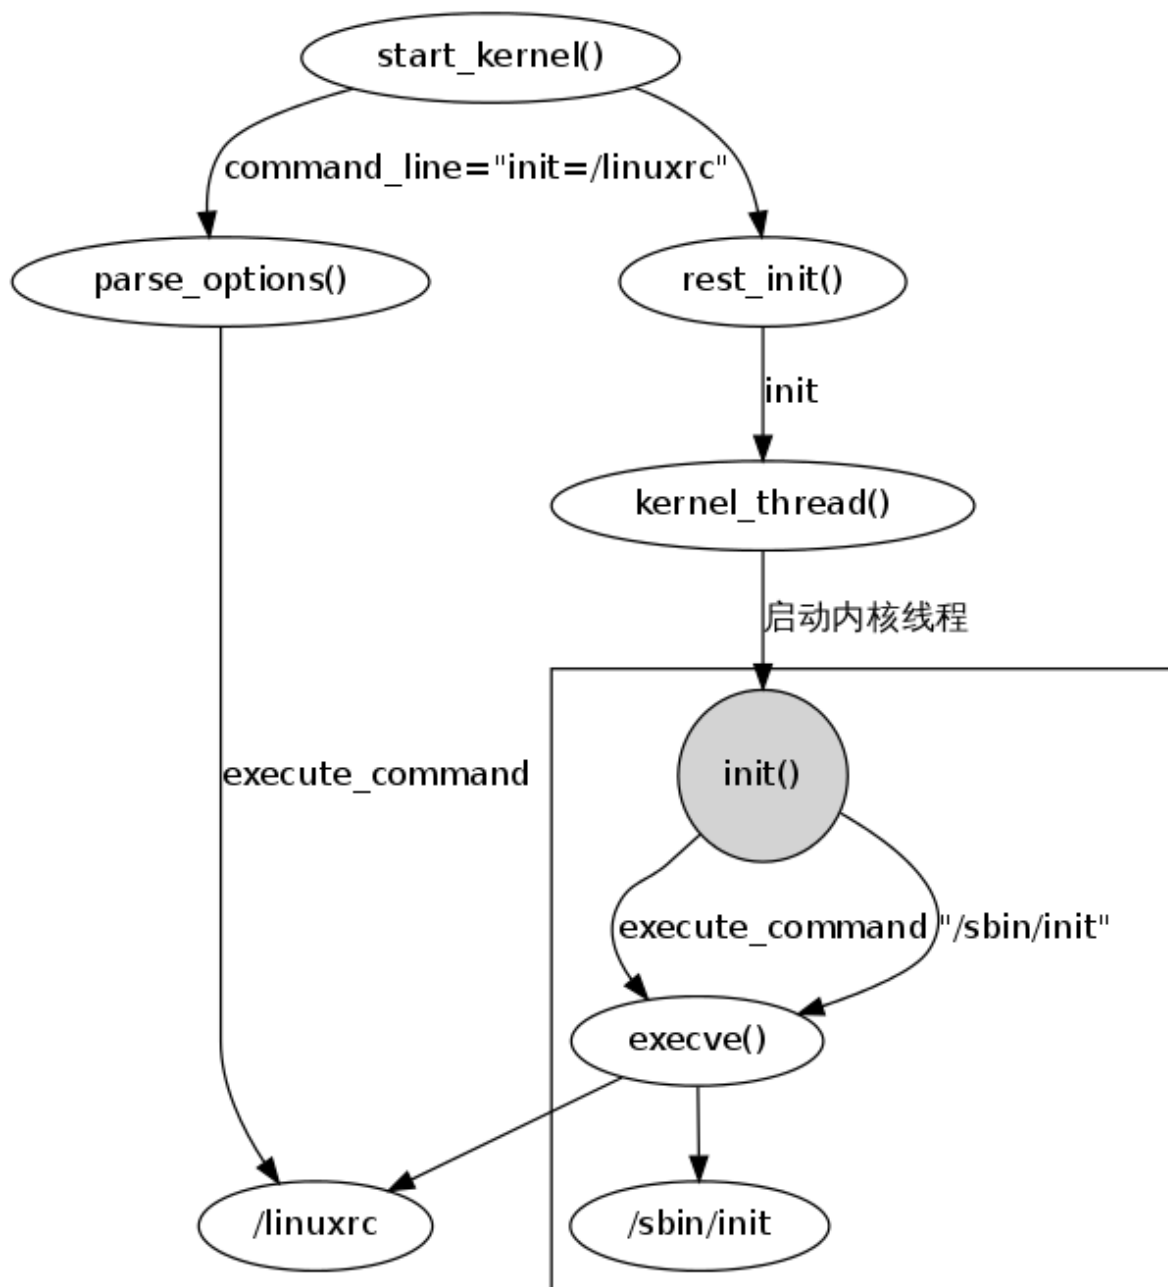 start_kernel()
command_line="init=/linuxrc"
parse_options()
rest_init()
init
kernel_thread()
启动内核线程
execute_command
init()
execute_command
"/sbin/init"
execve()
/linuxrc
/sbin/init